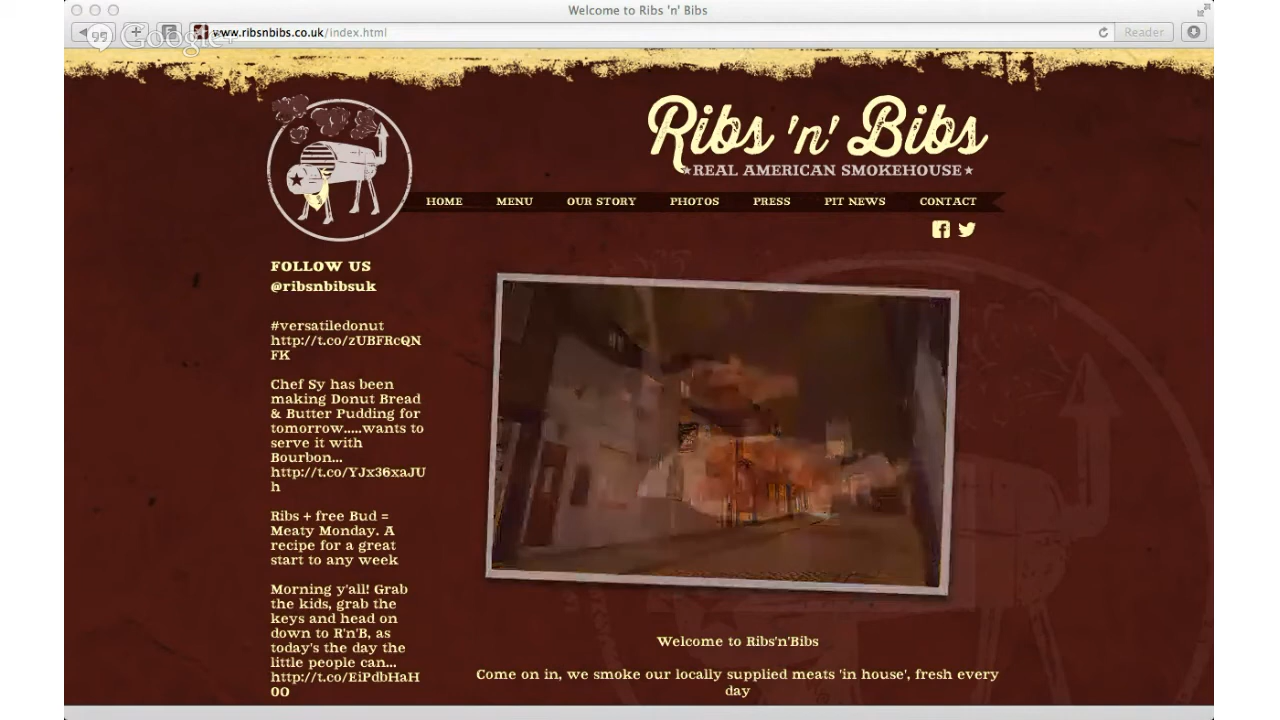 Welcome to Ribs 'n' Bibs
Google+
www.ribsnbibs.co.uk/index.html
Reader
Ribs 'n' Bibs
REAL AMERICAN SMOKEHOUSE
HOME MENU OUR STORY PHOTOS PRESS PIT NEWS CONTACT
FOLLOW US
@ribsnbibsuk
#versatiledonut
http://t.co/zUBFRcQN
FK
Chef Sy has been
making Donut Bread
& Butter Pudding for
tomorrow.....wants to
serve it with
Bourbon...
http://t.co/YJx36xaJU
h
Ribs + free Bud =
Meaty Monday. A
recipe for a great
start to any week
Morning y'all! Grab
the kids, grab the
keys and head on
down to R'n'B, as
today's the day the
little people can...
http://t.co/EiPdbHaH
OO
Welcome to Ribs'n'Bibs
Come on in, we smoke our locally supplied meats 'in house', fresh every
day